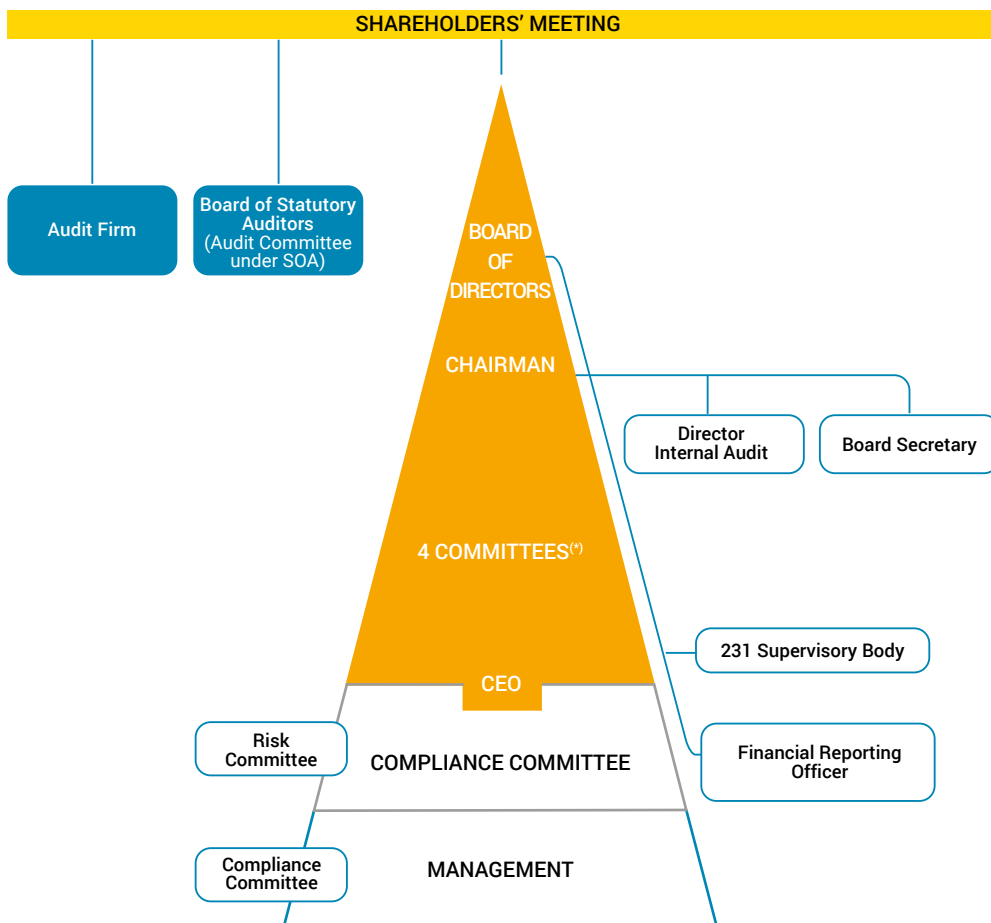 SHAREHOLDERS’ MEETING
Audit Firm
Board of Statutory
Auditors
(Audit Committee
under SOA)
BOARD
OF
DIRECTORS
CHAIRMAN
Director
Internal Audit
Board Secretary
4 COMMITTEES(*)
231 Supervisory Body
CEO
Risk
Committee
COMPLIANCE COMMITTEE
Financial Reporting
Officer
Compliance
Committee
MANAGEMENT